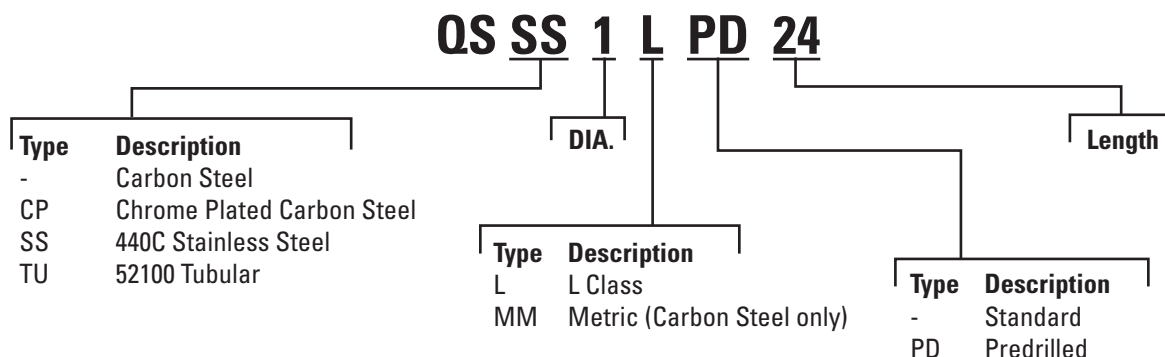 QS SS 1 L PD 24
Type Description
- Carbon Steel
CP Chrome Plated Carbon Steel
SS 440C Stainless Steel
TU 52100 Tubular
DIA.
Type Description
L L Class
MM Metric (Carbon Steel only)
Type Description
- Standard
PD Predrilled
Length